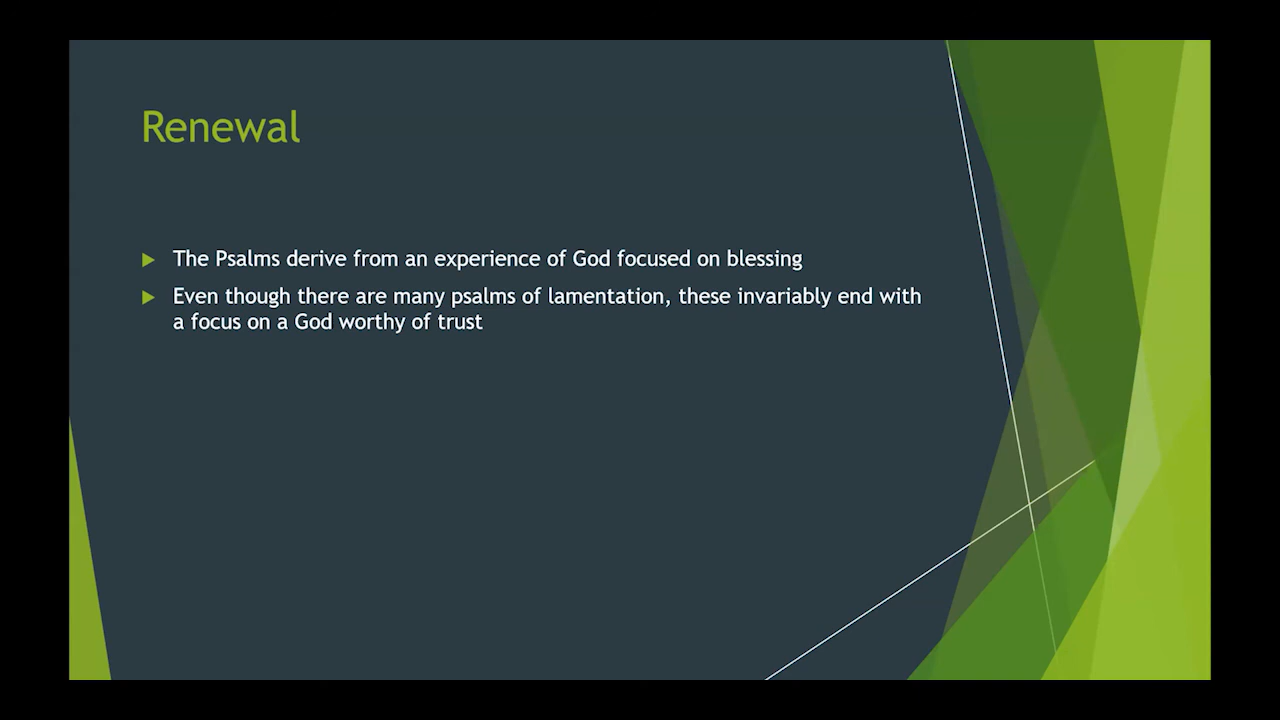 Renewal
The Psalms derive from an experience of God focused on blessing
Even though there are many psalms of lamentation, these invariably end with
a focus on a God worthy of trust